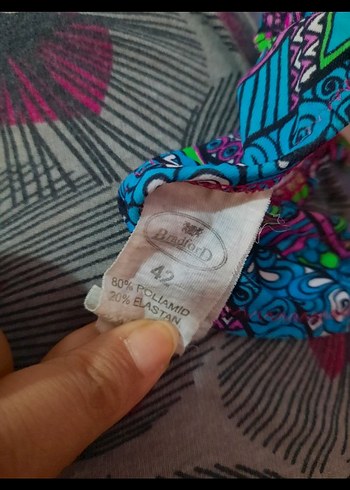 Bradford
42
80% POLIAMID
20% ELASTAN